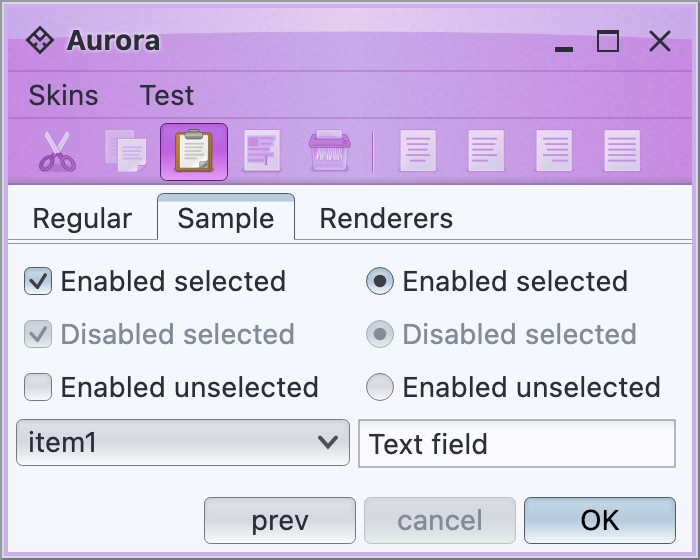 Aurora
Skins Test
Regular Sample Renderers
Enabled selected Enabled selected
Disabled selected Disabled selected
Enabled unselected Enabled unselected
item1 Text field
prev cancel OK